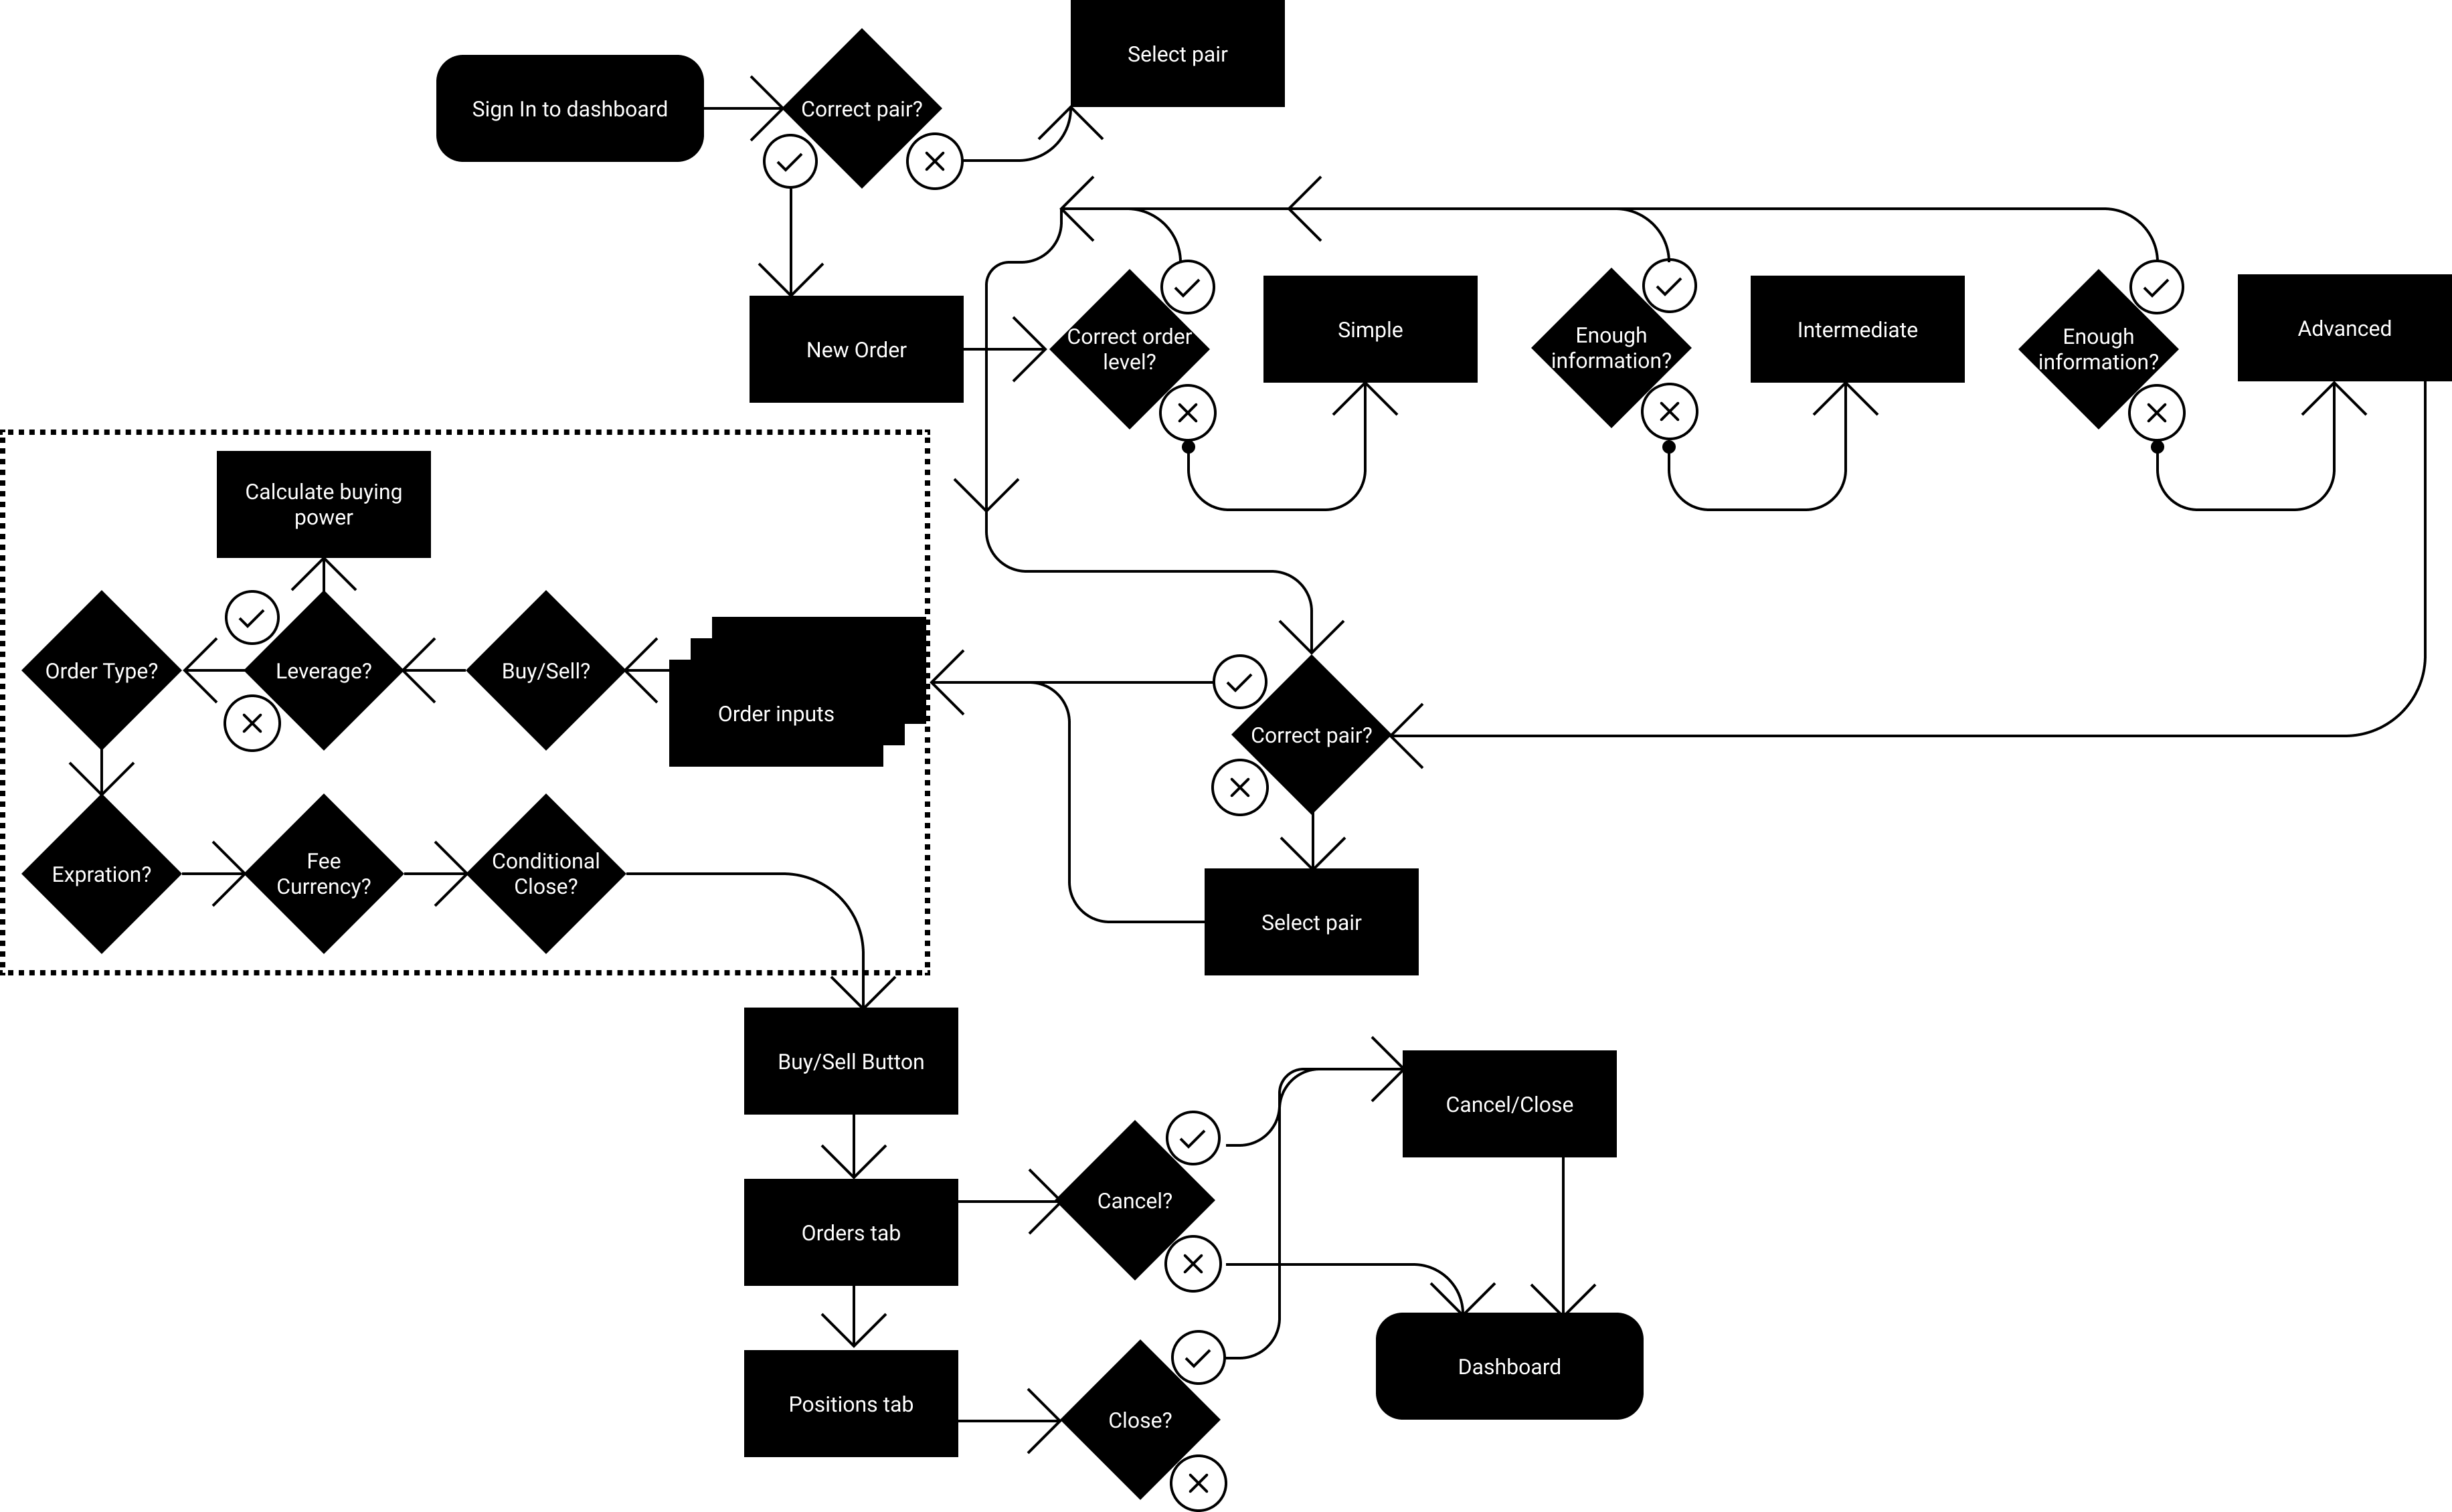 Select pair
Sign In to dashboard
Correct pair?
New Order
Correct order
level?
Simple
Enough
information?
Intermediate
Enough
information?
Advanced
Calculate buying
power
Order Type?
Leverage?
Buy/Sell?
Order inputs
Correct pair?
Expration?
Fee
Currency?
Conditional
Close?
Select pair
Buy/Sell Button
Cancel/Close
Orders tab
Cancel?
Dashboard
Positions tab
Close?